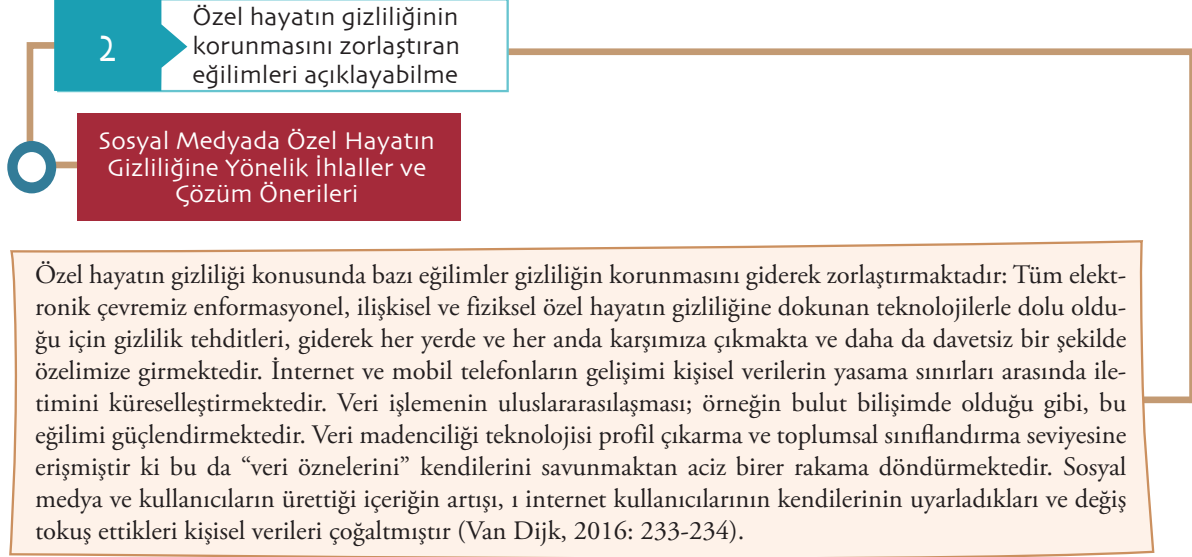 2
Özel hayatın gizliliğinin
korunmasını zorlaştıran
eğilimleri açıklayabilme
Sosyal Medyada Özel Hayatın
Gizliliğine Yönelik İhlaller ve
Çözüm Önerileri
Özel hayatın gizliliği konusunda bazı eğilimler gizliliğin korunmasını giderek zorlaştırmaktadır: Tüm elekt-
ronik çevremiz enformasyonel, ilişkisel ve fiziksel özel hayatın gizliliğine dokunan teknolojilerle dolu oldu-
ğu için gizlilik tehditleri, giderek her yerde ve her anda karşımıza çıkmakta ve daha da davetsiz bir şekilde
özelimize girmektedir. İnternet ve mobil telefonların gelişimi kişisel verilerin yasama sınırları arasında ile-
timini küreselleştirmektedir. Veri işlemenin uluslararasılaşması; örneğin bulut bilişimde olduğu gibi, bu
eğilimi güçlendirmektedir. Veri madenciliği teknolojisi profil çıkarma ve toplumsal sınıflandırma seviyesine
erişmiştir ki bu da “veri öznelerini” kendilerini savunmaktan aciz birer rakama döndürmektedir. Sosyal
medya ve kullanıcıların ürettiği içeriğin artışı, ı internet kullanıcılarının kendilerinin uyarladıkları ve değiş
tokuş ettikleri kişisel verileri çoğaltmıştır (Van Dijk, 2016: 233-234).